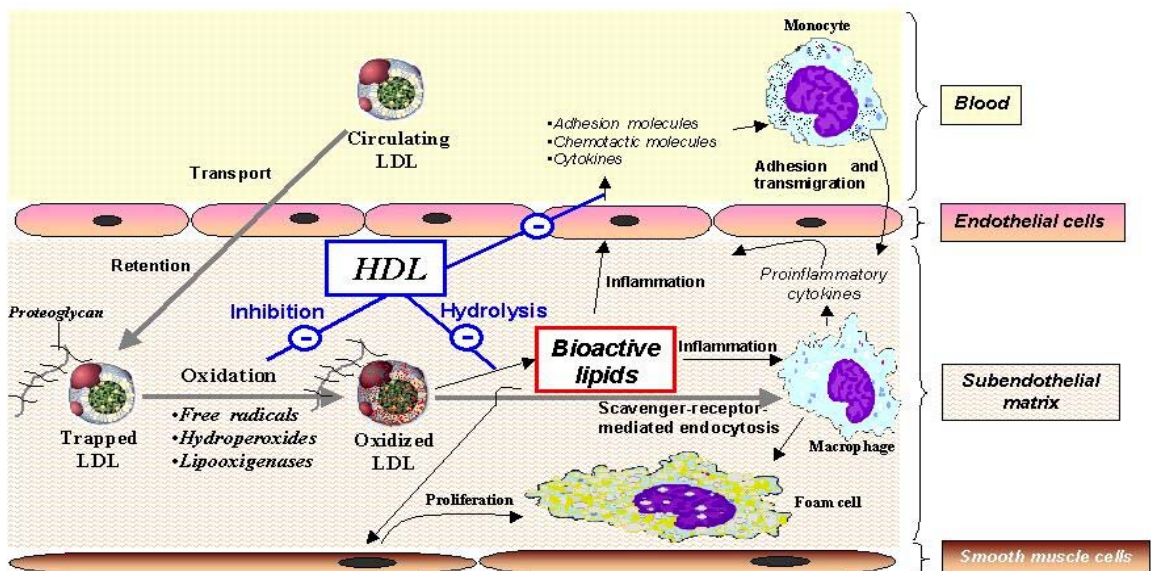 Monocyte
Blood
Circulating
LDL
•Adhesion molecules
•Chemotactic molecules
•Cytokines
Adhesion and
transmigration
Transport
Endothelial cells
Retention
HDL
Inflammation
Proinflammatory
cytokines
Inhibition
Hydrolysis
Proteoglycan
Bioactive
lipids
Inflammation
Oxidation
•Free radicals
•Hydroperoxides
•Lipooxigenases
Trapped
LDL
Oxidized
LDL
Scavenger-receptor-
mediated endocytosis
Macrophage
Subendothelial
matrix
Proliferation
Foam cell
Smooth muscle cells